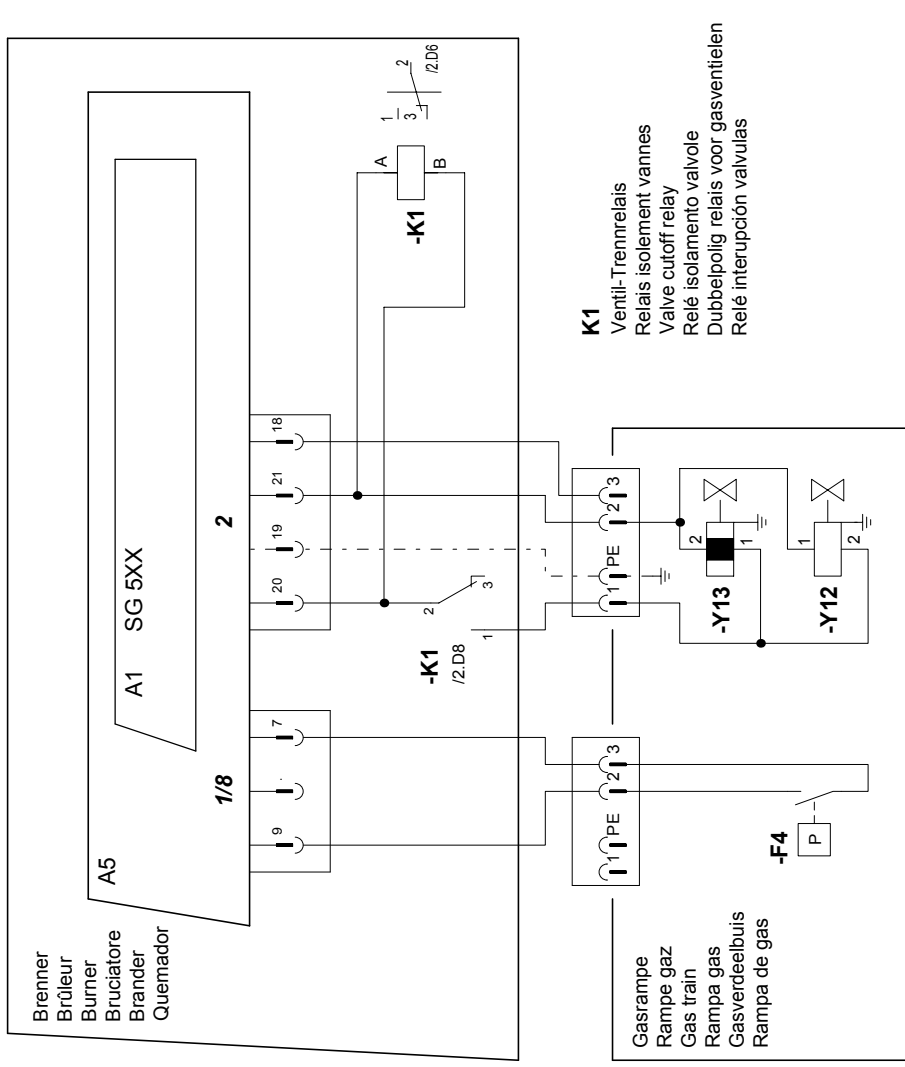 Brenner
Brûleur
Burner
Bruciatore
Brander
Quemador
A5
A1 SG 5XX
1/8
2
9
.
7
20
19
21
18
-K1
/2.D8
1
2
3
-K1
A
B
1
2
3
/2.D6
K1
Ventil-Trennrelais
Relais isolement vannes
Valve cutoff relay
Relé isolamento valvole
Dubbelpolig relais voor gasventielen
Relé interupción valvulas
1
PE
2
3
1
PE
2
3
Gasrampe
Rampe gaz
Gas train
Rampa gas
Gasverdeelbuis
Rampa de gas
-F4
P
-Y13
2
1
-Y12
1
2